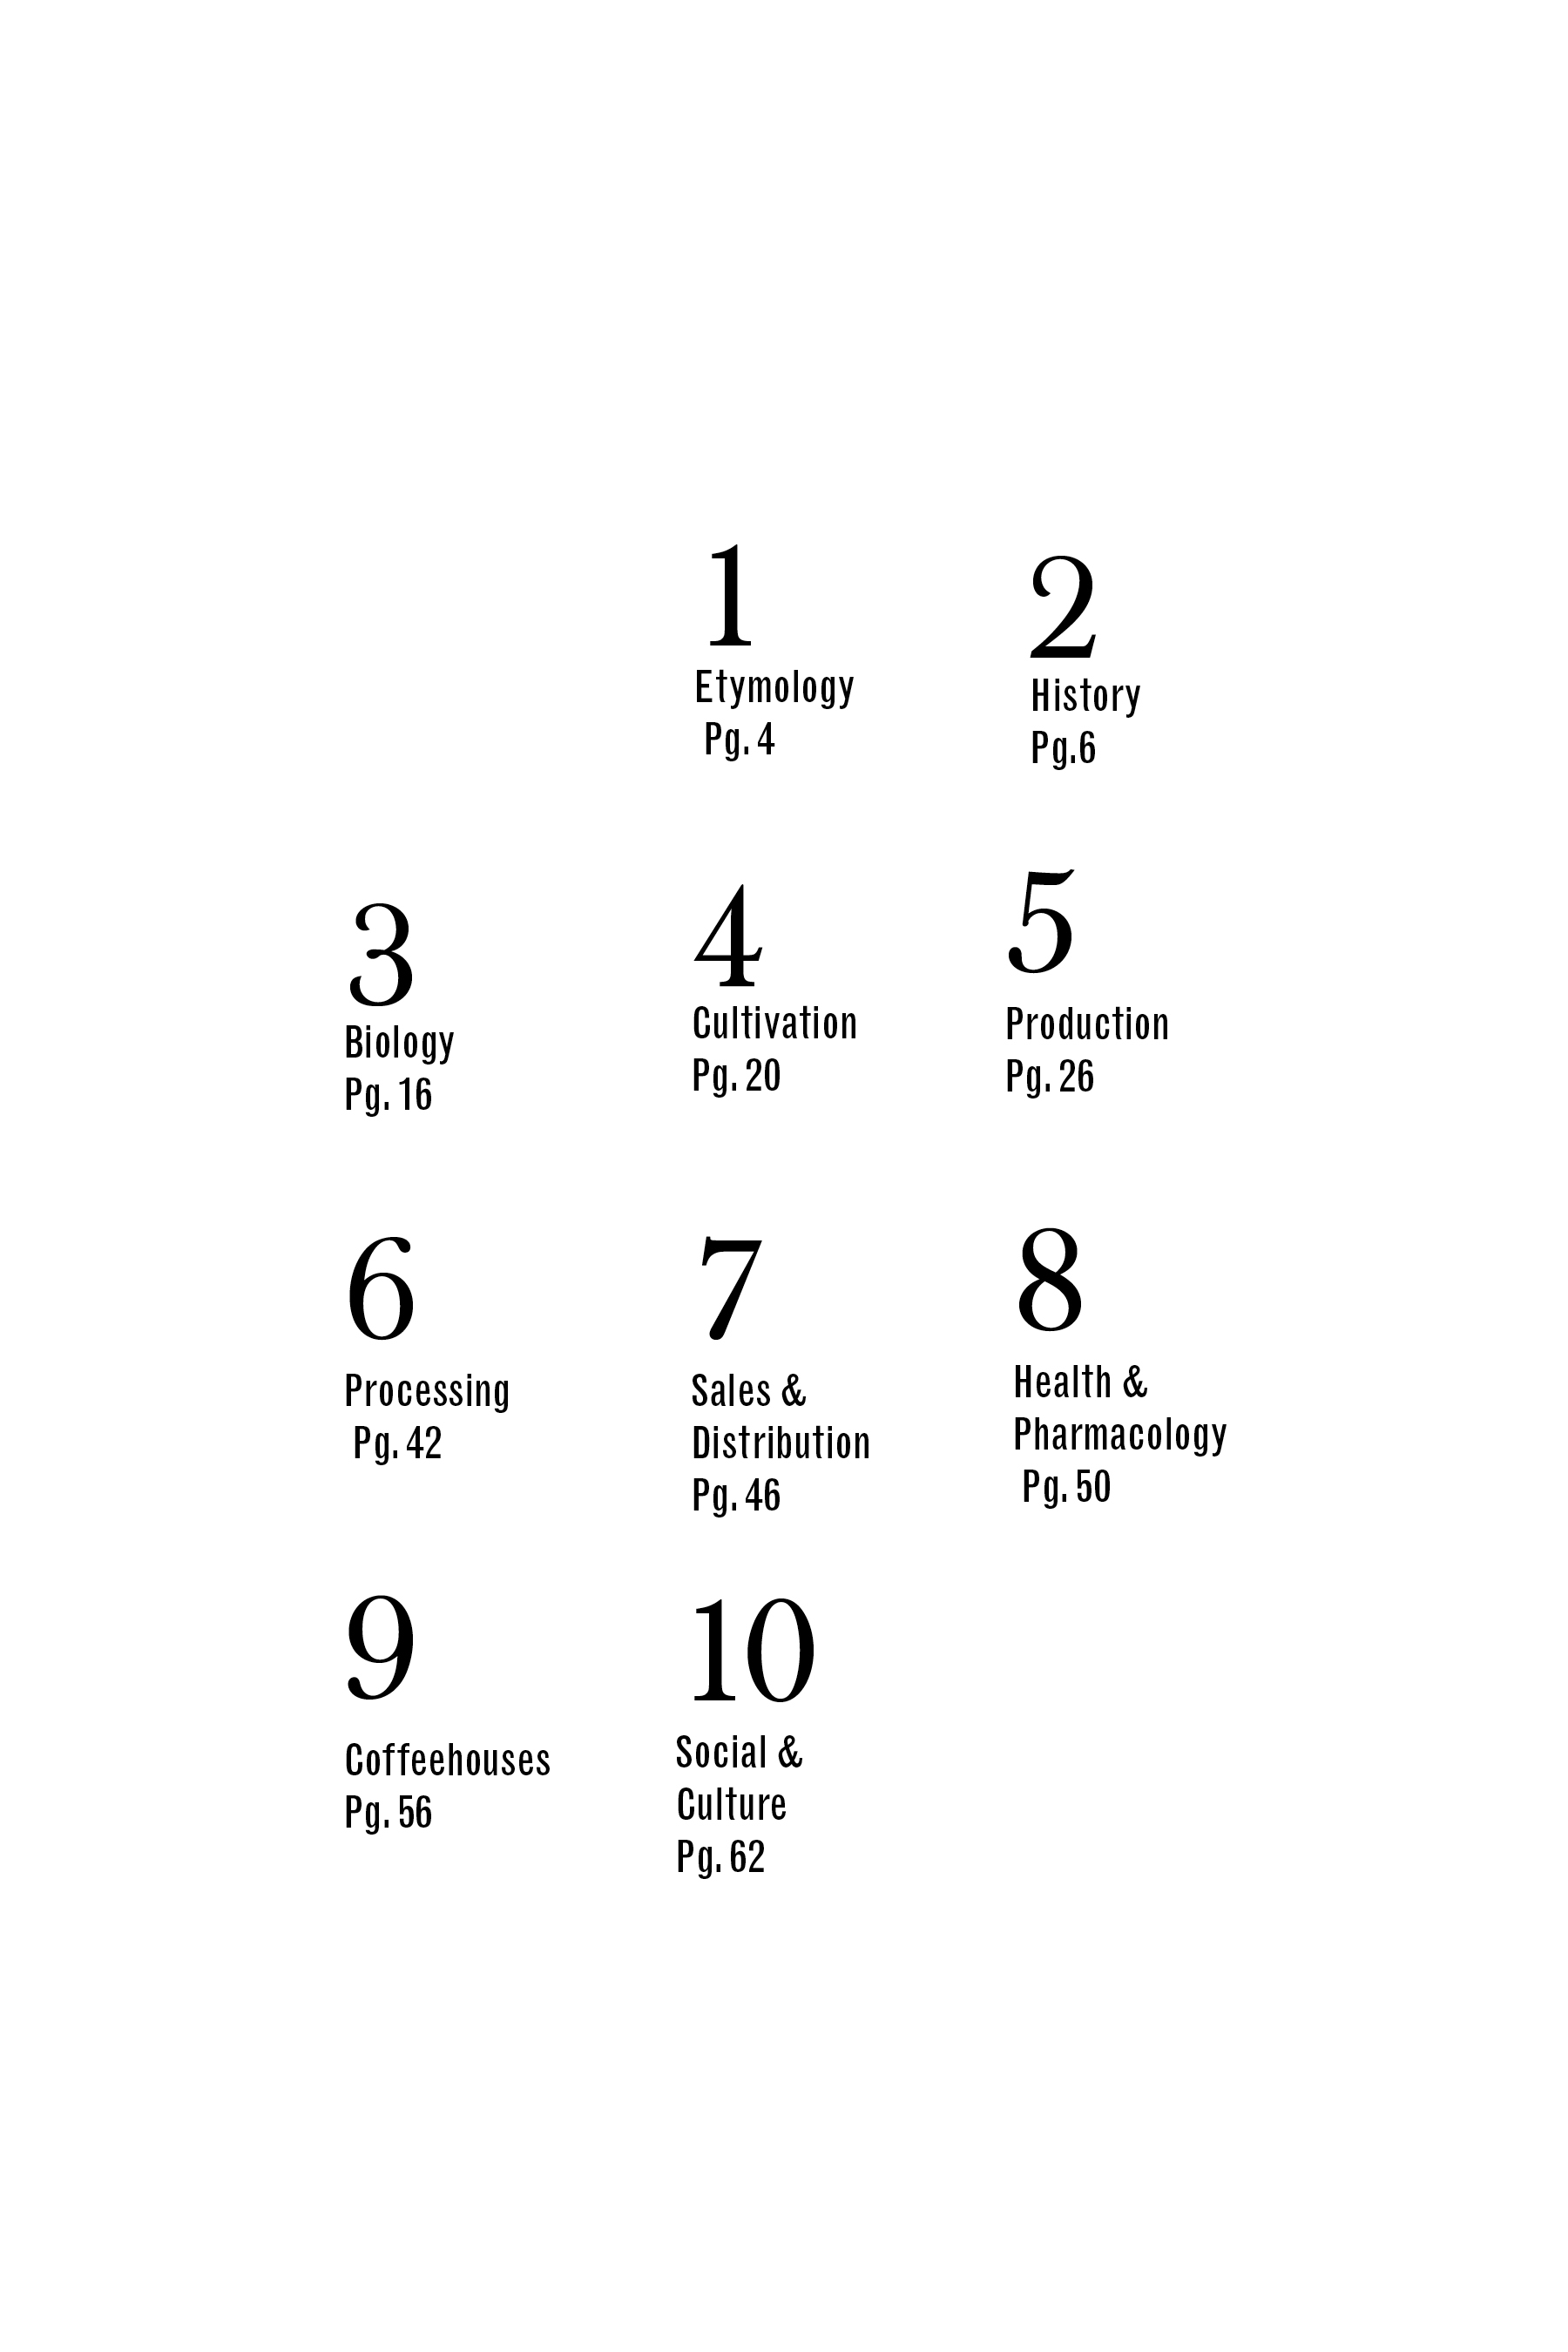 1
Etymology
Pg. 4
2
History
Pg.6
3
Biology
Pg. 16
4
Cultivation
Pg. 20
5
Production
Pg. 26
6
Processing
Pg. 42
7
Sales &
Distribution
Pg. 46
8
Health &
Pharmacology
Pg. 50
9
Coffeehouses
Pg. 56
10
Social &
Culture
Pg. 62